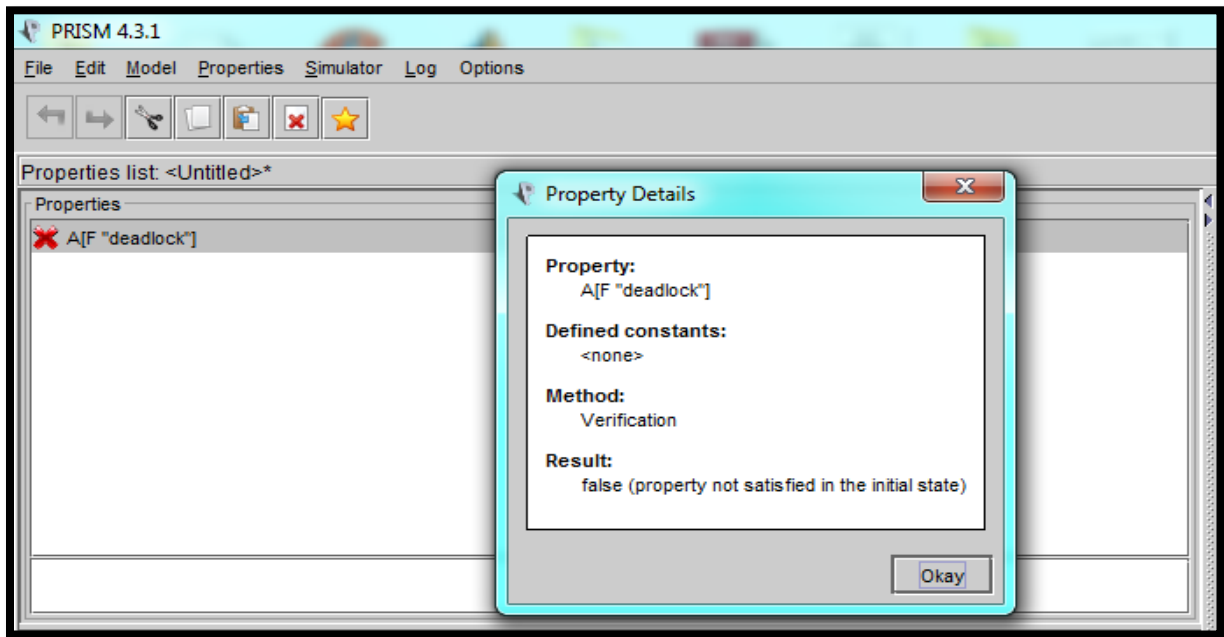 PRISM 4.3.1
File Edit Model Properties Simulator Log Options
Properties list: <Untitled>*
Properties
A[F "deadlock"]
Property Details
Property:
A[F "deadlock"]
Defined constants:
<none>
Method:
Verification
Result:
false (property not satisfied in the initial state)
Okay